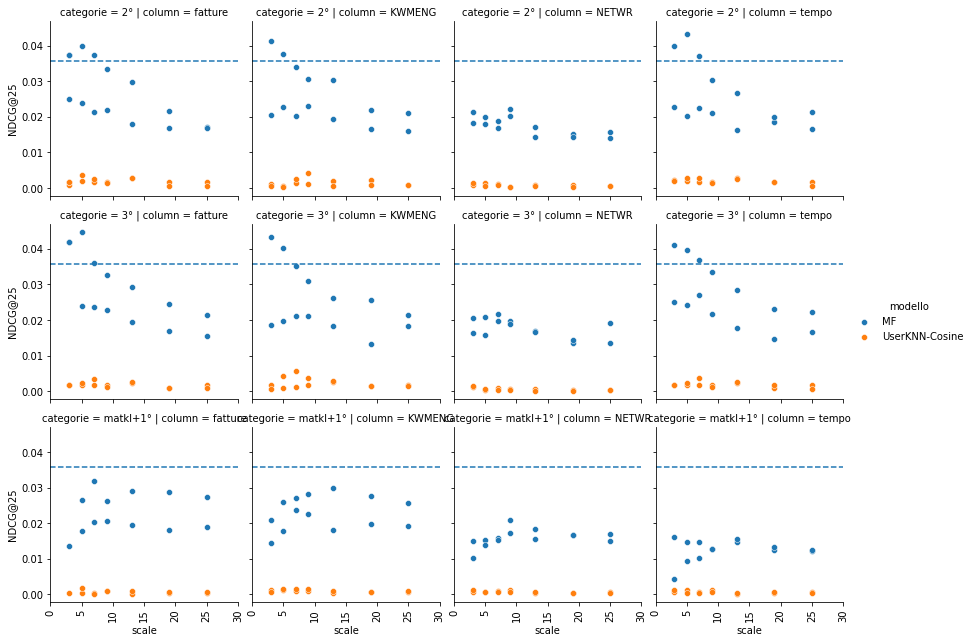 categorie = 2° | column = fatture
categorie = 2° | column = KWMENG
categorie = 2° | column = NETWR
categorie = 2° | column = tempo
NDCG@25
0.04
0.03
0.02
0.01
0.00
categorie = 3° | column = fatture
categorie = 3° | column = KWMENG
categorie = 3° | column = NETWR
categorie = 3° | column = tempo
NDCG@25
0.04
0.03
0.02
0.01
0.00
modello
MF
UserKNN-Cosine
categorie = matkl+1° | column = fatture
categorie = matkl+1° | column = KWMENG
categorie = matkl+1° | column = NETWR
categorie = matkl+1° | column = tempo
NDCG@25
0.04
0.03
0.02
0.01
0.00
0 5 10 15 20 25 30
0 5 10 15 20 25 30
0 5 10 15 20 25 30
0 5 10 15 20 25 30
scale
scale
scale
scale